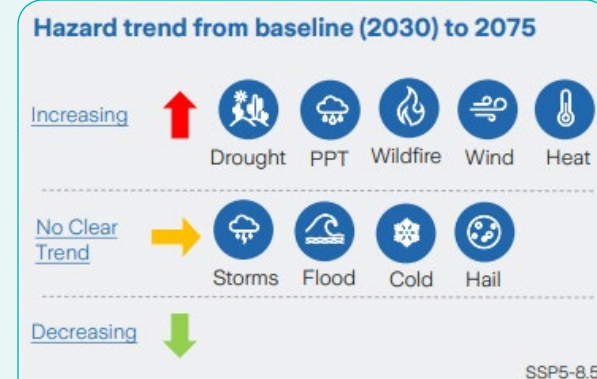 Hazard trend from baseline (2030) to 2075
Increasing
Drought PPT Wildfire Wind Heat
No Clear
Trend
Storms Flood Cold Hail
Decreasing
SSP5-8.5